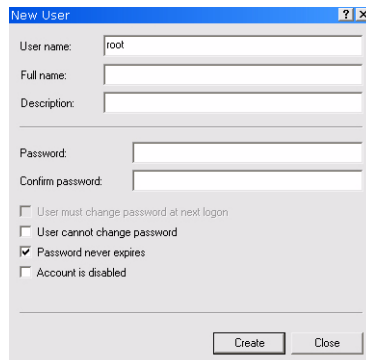 New User
User name: root
Full name:
Description:
Password:
Confirm password:
User must change password at next logon
User cannot change password
Password never expires
Account is disabled
Create Close